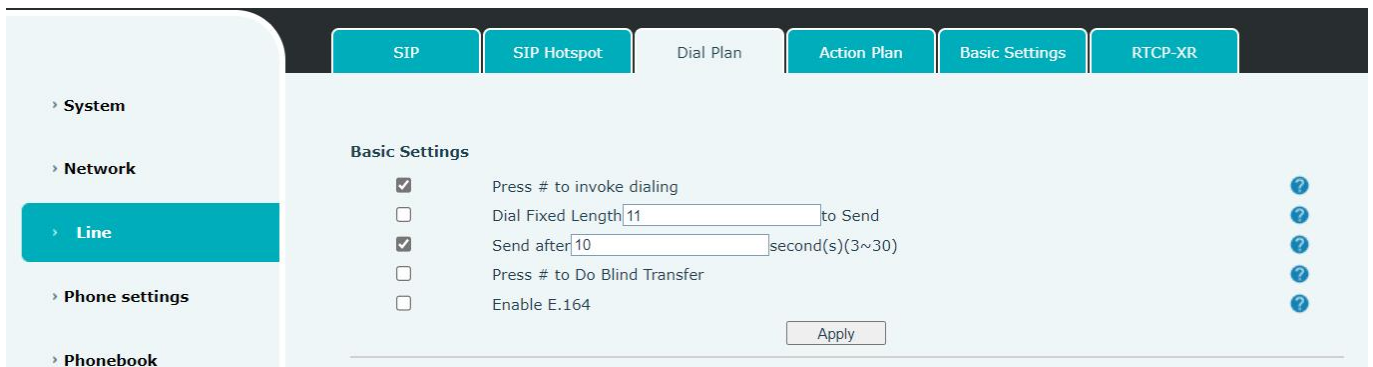 SIP SIP Hotspot Dial Plan Action Plan Basic Settings RTCP-XR
› System
› Network
› Line
› Phone settings
› Phonebook
Basic Settings
Press # to invoke dialing ?
Dial Fixed Length 11 to Send ?
Send after 10 second(s)(3~30) ?
Press # to Do Blind Transfer ?
Enable E.164 ?
Apply